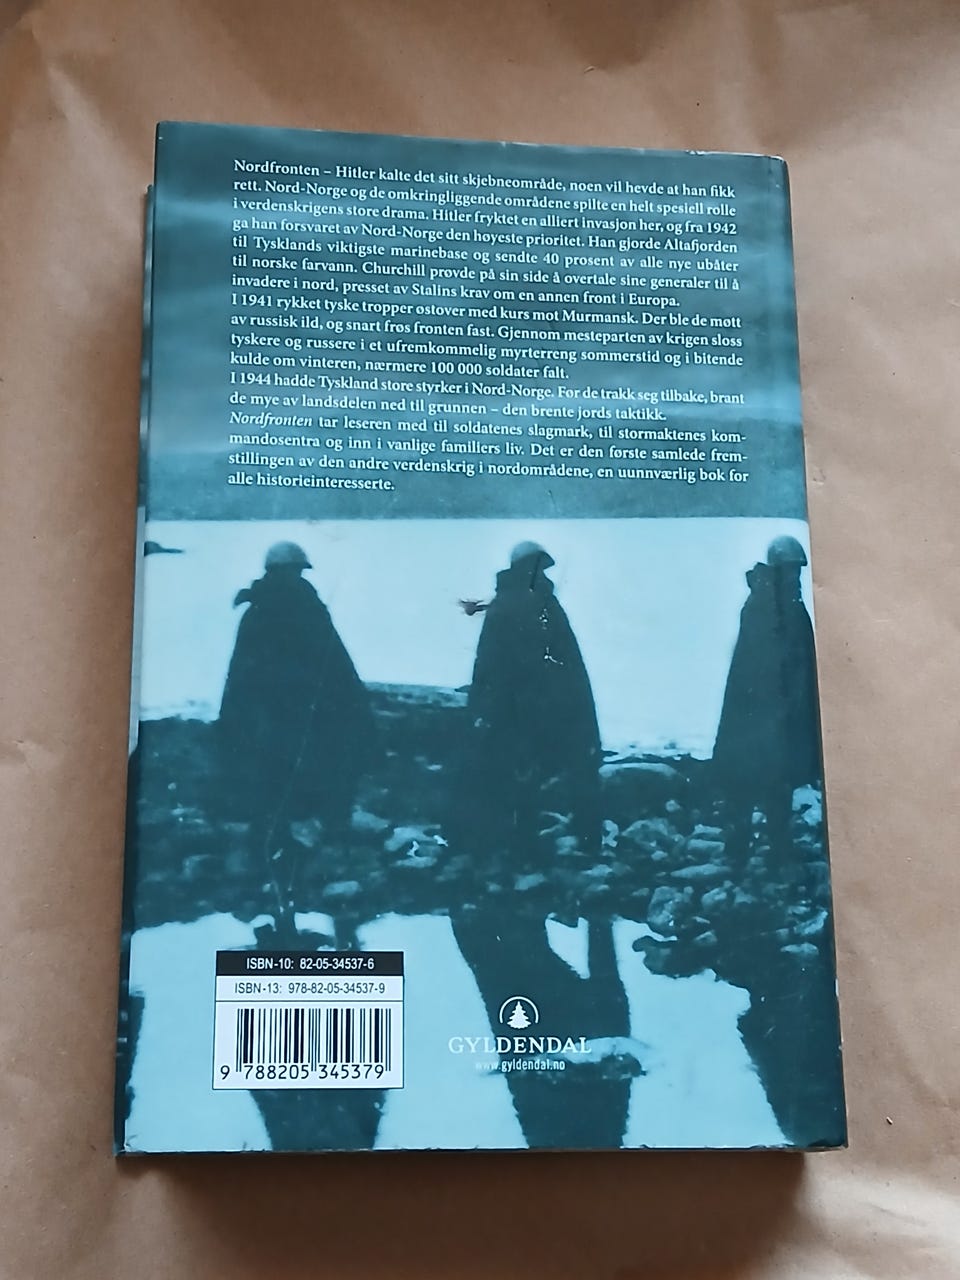 Nordfronten – Hitler kalte det sitt skjebneområde, noen vil hevde at han fikk
rett. Nord-Norge og de omkringliggende områdene spilte en helt spesiell rolle
i verdenskrigens store drama. Hitler fryktet en alliert invasjon her, og fra 1942
ga han forsvaret av Nord-Norge den høyeste prioritet. Han gjorde Altafjorden
til Tysklands viktigste marinebase og sendte 40 prosent av alle nye ubåter
til norske farvann. Churchill prøvde på sin side å overtale sine generaler til å
invadere i nord, presset av Stalins krav om en annen front i Europa.
I 1941 rykket tyske tropper østover med kurs mot Murmansk. Der ble de møtt
av russisk ild, og snart frøs fronten fast. Gjennom mesteparten av krigen sloss
tyskere og russere i et ufremkommelig myrterreng sommerstid og i bitende
kulde om vinteren, nærmere 100 000 soldater falt.
I 1944 hadde Tyskland store styrker i Nord-Norge. Før de trakk seg tilbake, brant
de mye av landsdelen ned til grunnen – den brente jords taktikk.
Nordfronten tar leseren med til soldatenes slagmark, til stormaktenes kom-
mandosentra og inn i vanlige familiers liv. Det er den første samlede frem-
stillingen av den andre verdenskrig i nordområdene, en uunnværlig bok for
alle historieinteresserte.
ISBN-10: 82-05-34537-6
ISBN-13: 978-82-05-34537-9
9 788205 345379
GYLDENDAL
www.gyldendal.no